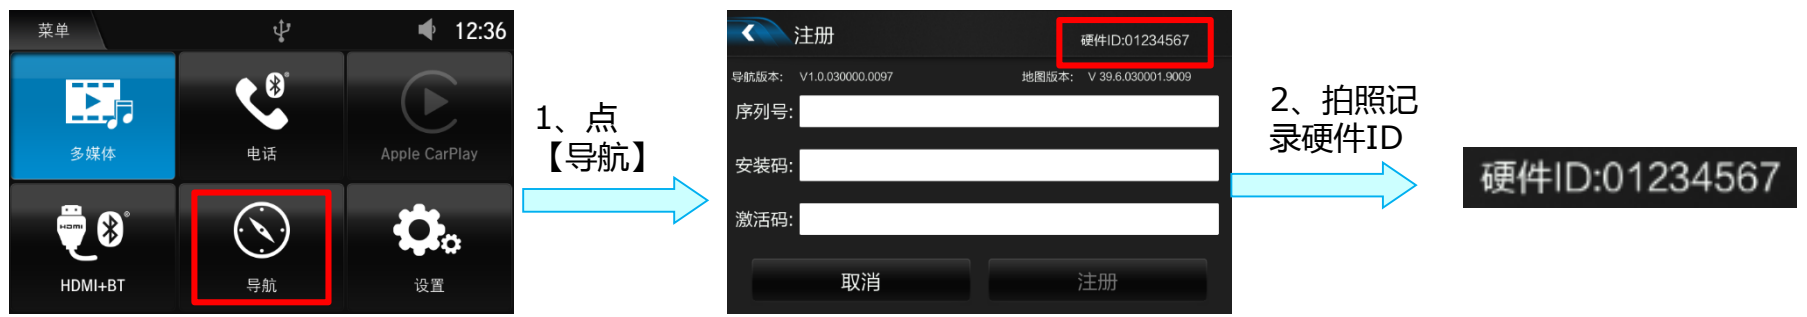 菜单
12:36
多媒体
电话
Apple CarPlay
HDMI
HDMI+BT
导航
设置
1、点
【导航】
注册
硬件ID:01234567
导航版本: V1.0.030000.0097
地图版本: V 39.6.030001.9009
序列号:
安装码:
激活码:
取消
注册
2、拍照记
录硬件ID
硬件ID:01234567